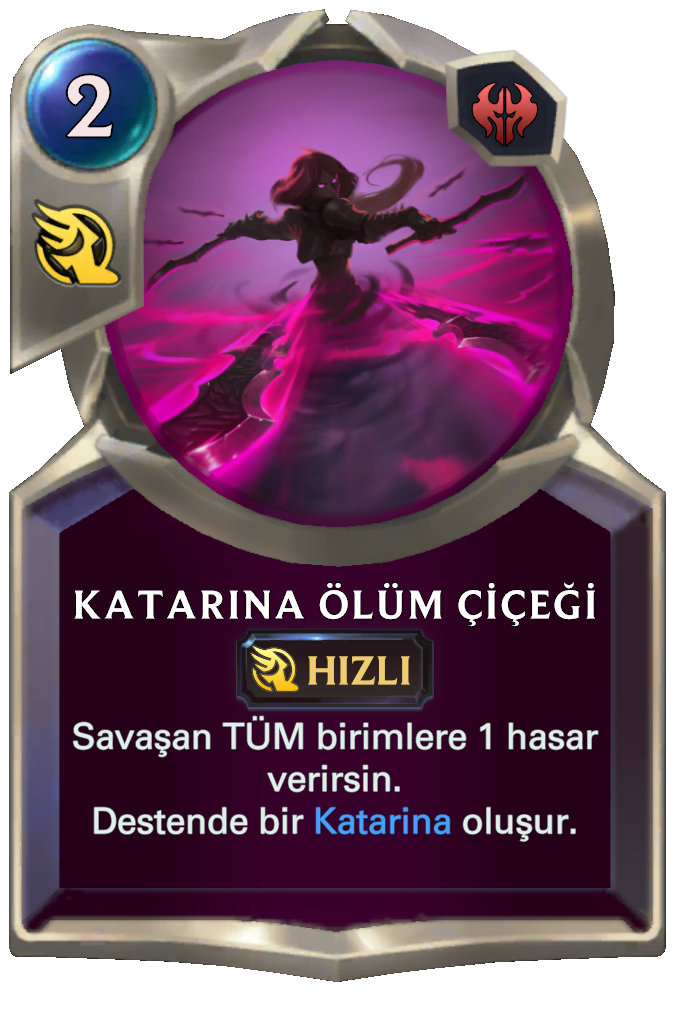 2
KATARINA ÖLÜM ÇİÇEĞİ
HIZLI
Savaşan TÜM birimlere 1 hasar
verirsin.
Destende bir Katarina oluşur.